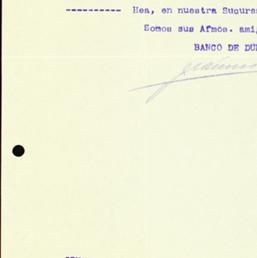 ---------- Hea, en nuestra Sucurs
Somos sus Afmos. ami
BANCO DE DU